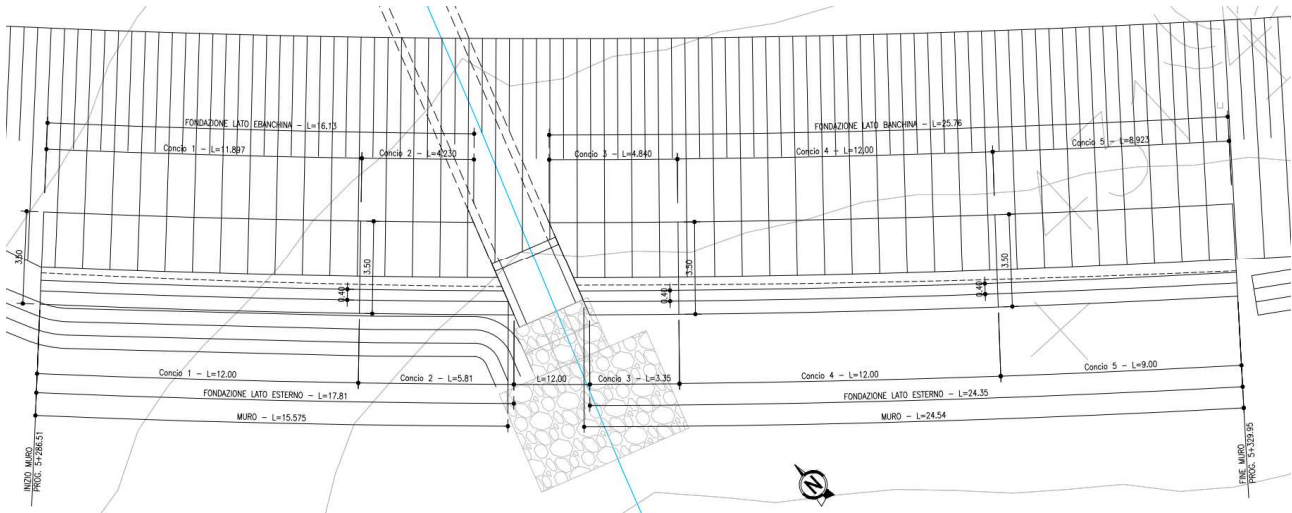 FONDAZIONE LATO EBANCHINA - L=16.13
FONDAZIONE LATO BANCHINA - L=25.76
Concio 1 - L=11.897
Concio 2 - L=4.230
Concio 3 - L=4.840
Concio 4 - L=12.00
Concio 5 - L=8.923
3.50
3.50
3.50
3.50
0.40
0.40
0.40
Concio 1 - L=12.00
Concio 2 - L=5.81
L=12.00
Concio 3 - L=3.35
Concio 4 - L=12.00
Concio 5 - L=9.00
FONDAZIONE LATO ESTERNO - L=17.81
FONDAZIONE LATO ESTERNO - L=24.35
MURO - L=15.575
MURO - L=24.54
INIZIO MURO
PROG. 5+286.51
FINE MURO
PROG. 5+329.95
N